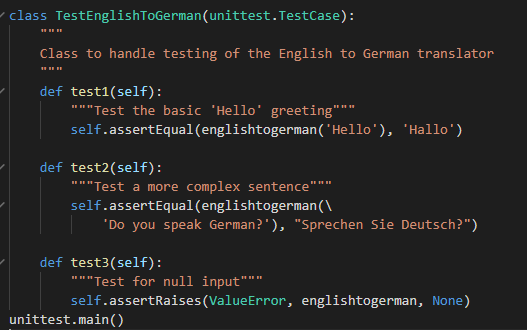 class TestEnglishToGerman(unittest.TestCase):
    """
    Class to handle testing of the English to German translator
    """
    def test1(self):
        """Test the basic 'Hello' greeting"""
        self.assertEqual(englishtogerman('Hello'), 'Hallo')
    def test2(self):
        """Test a more complex sentence"""
        self.assertEqual(englishtogerman(\
            'Do you speak German?'), "Sprechen Sie Deutsch?")
    def test3(self):
        """Test for null input"""
        self.assertRaises(ValueError, englishtogerman, None)
unittest.main()